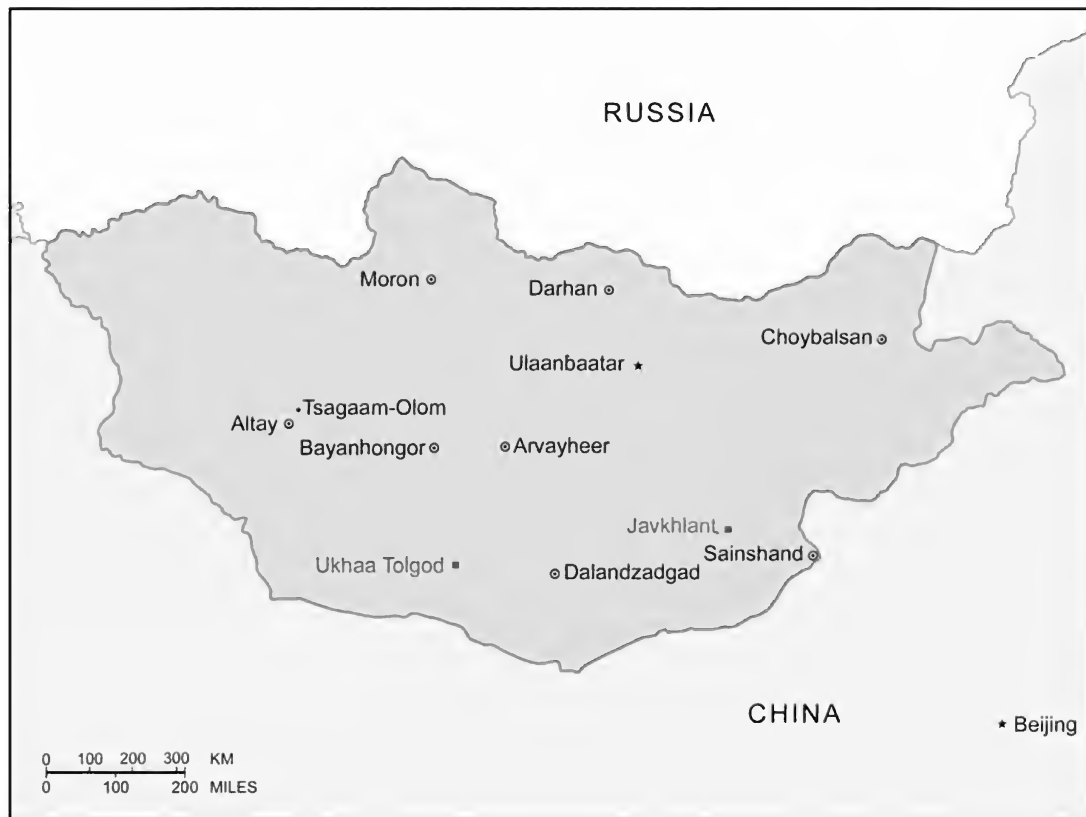 RUSSIA
Moron
Darhan
Choybalsan
Ulaanbaatar
Tsagaam-Olom
Altay
Bayanhongor
Arvayheer
Javkhlant
Sainshand
Ukhaa Tolgod
Dalandzadgad
CHINA
Beijing
0 100 200 300 KM
0 100 200 MILES